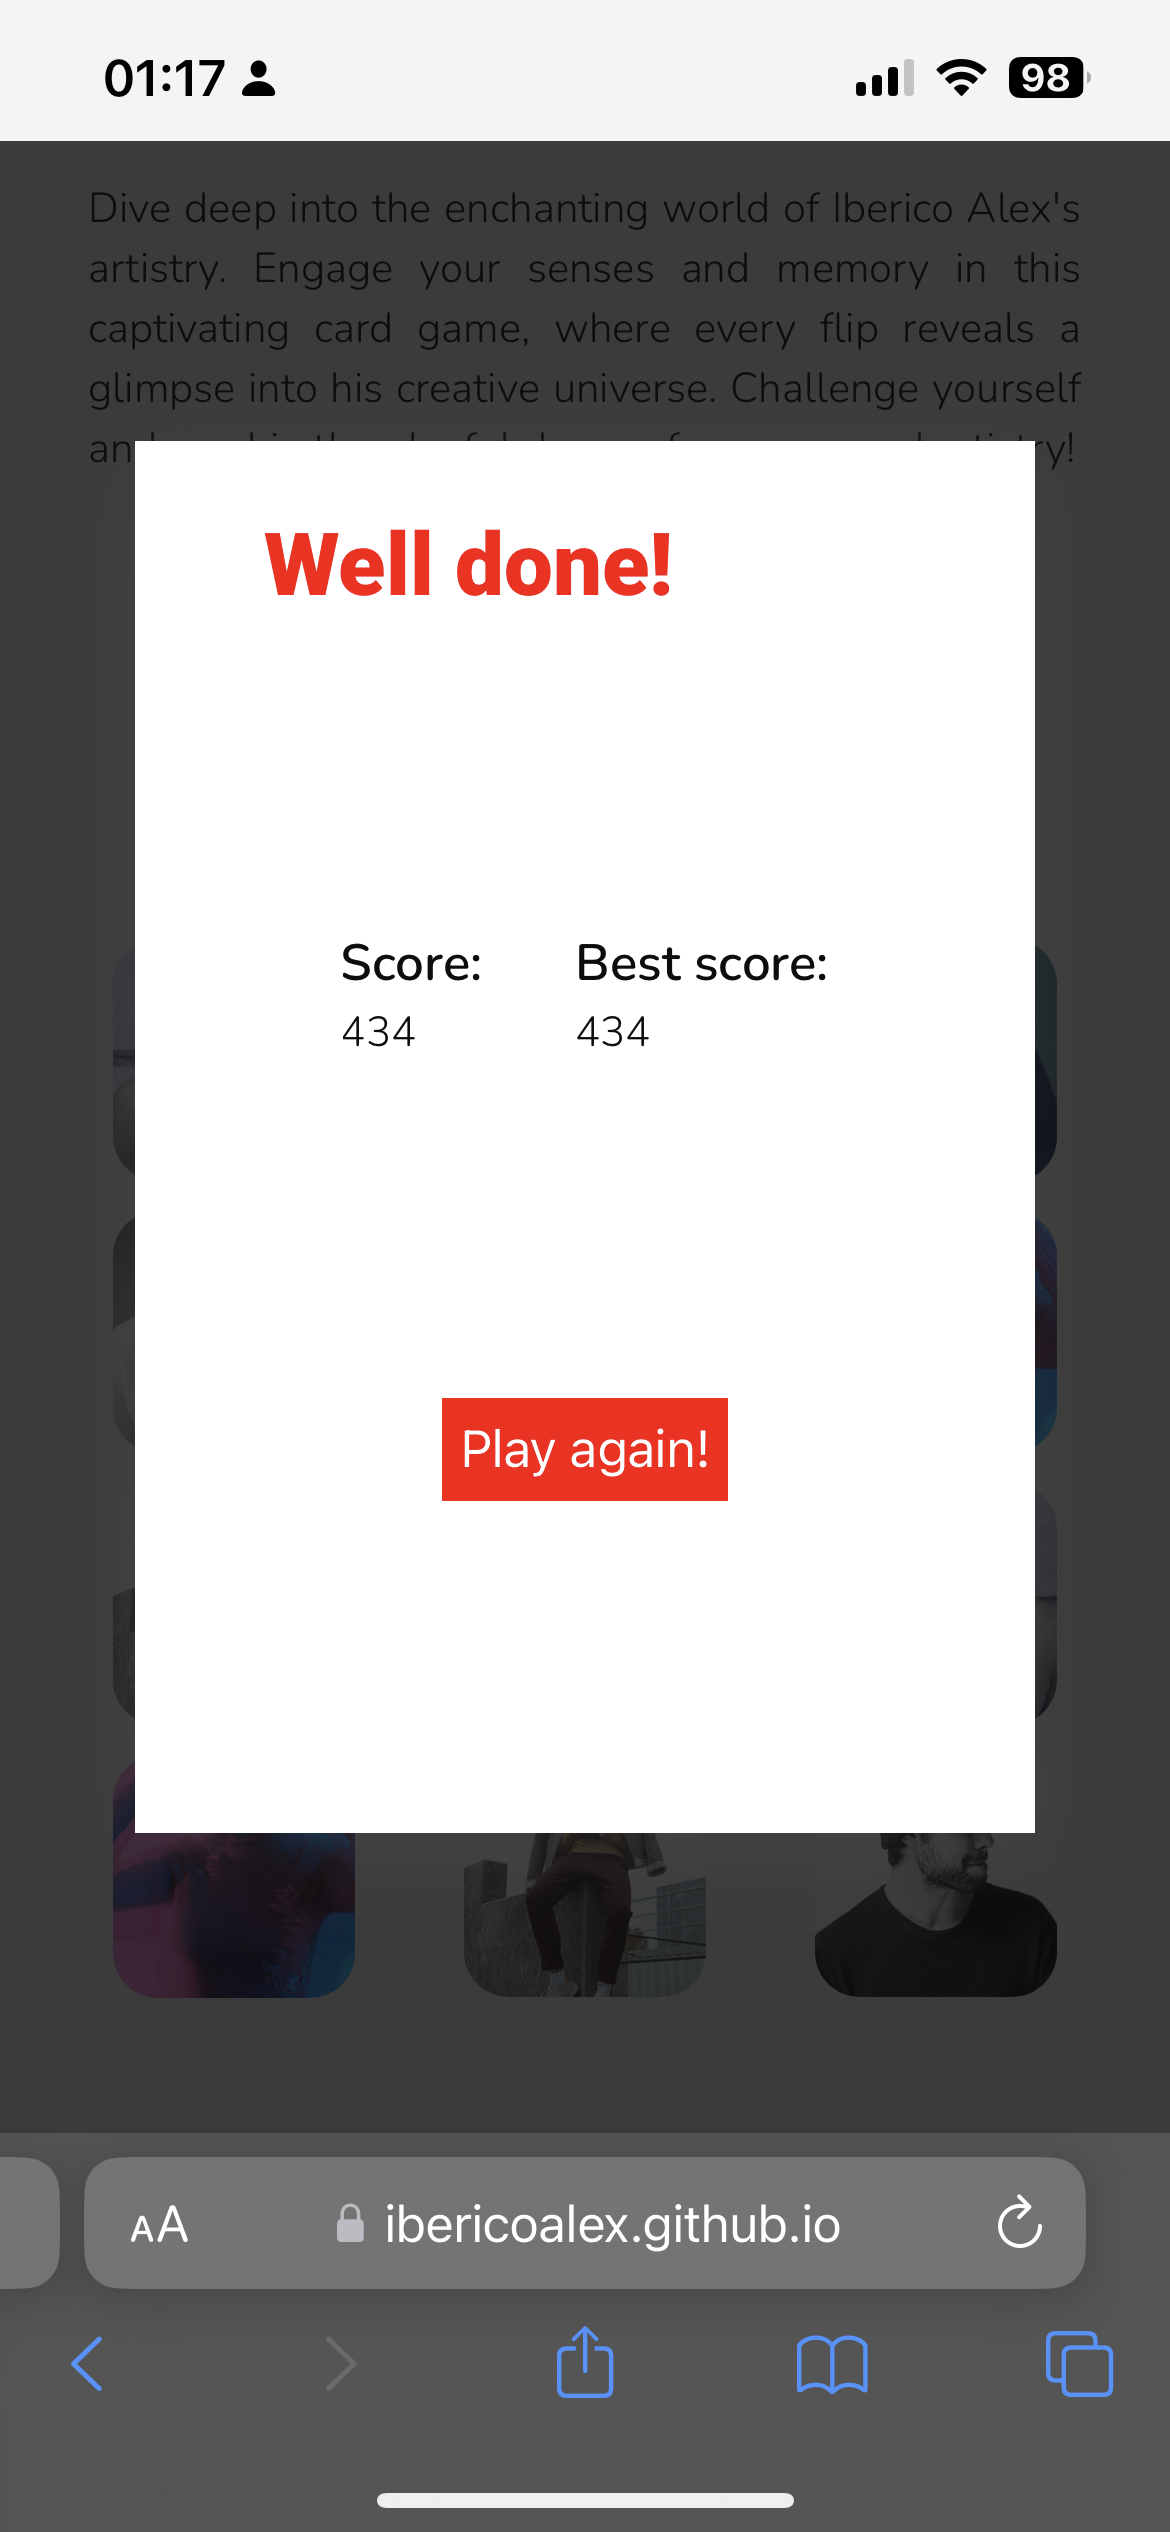 01:17
98
Dive deep into the enchanting world of Iberico Alex's
artistry. Engage your senses and memory in this
captivating card game, where every flip reveals a
glimpse into his creative universe. Challenge yourself
Well done!
Score: Best score:
434 434
Play again!
AA ibericoalex.github.io